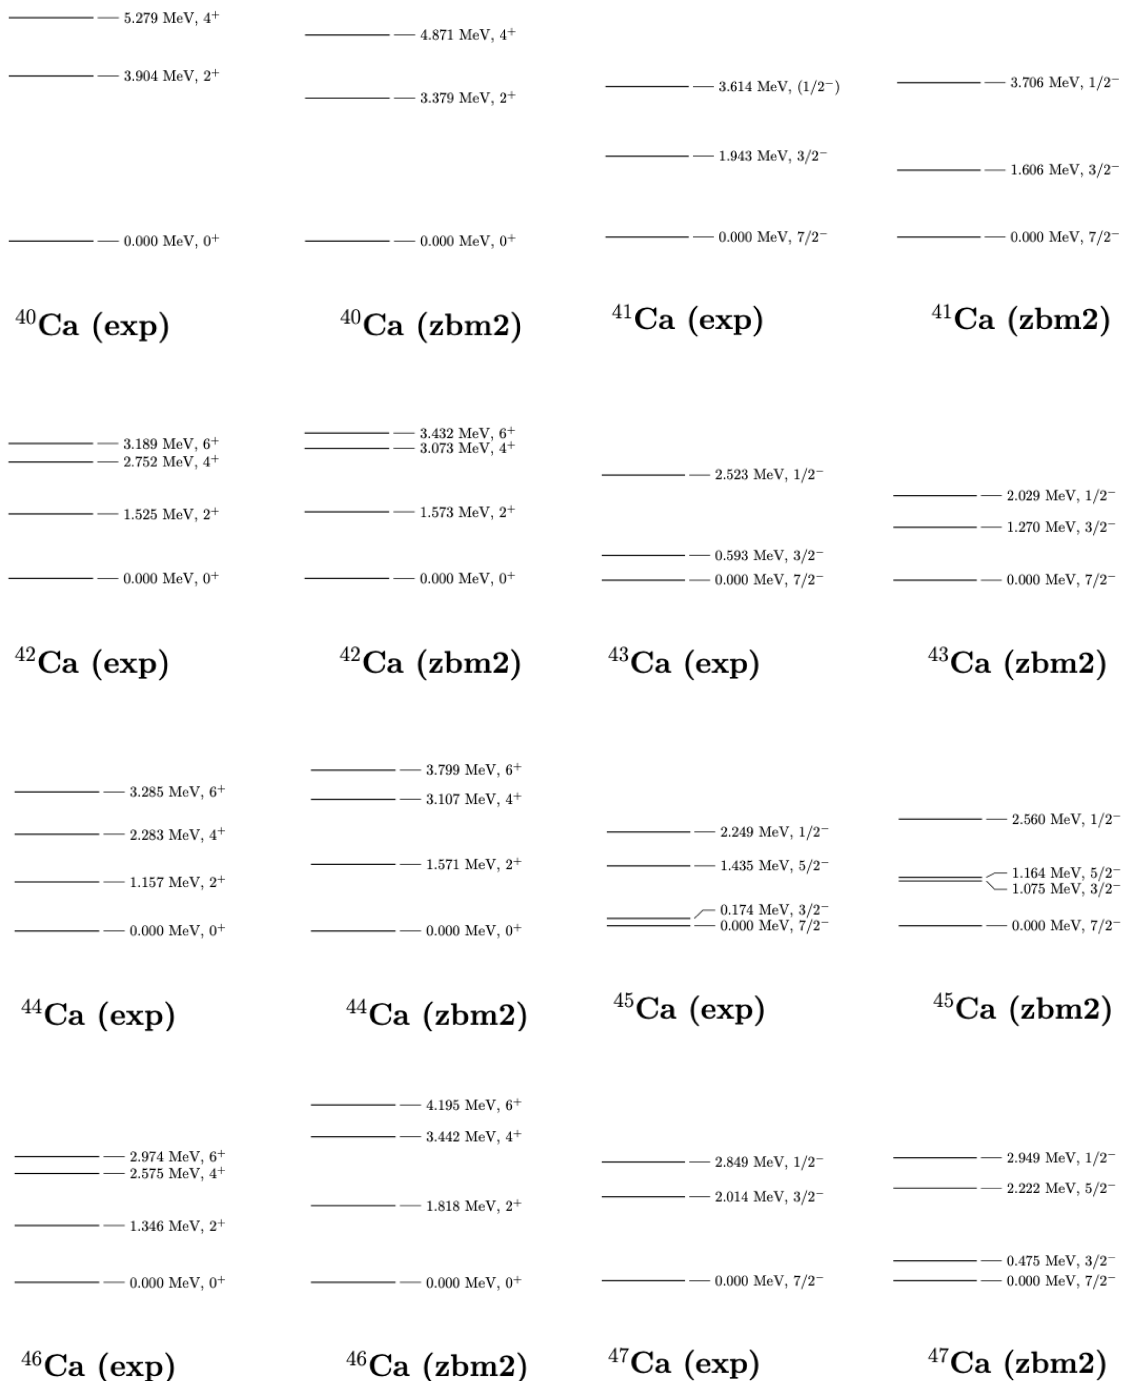 5.279 MeV, 4⁺
3.904 MeV, 2⁺
0.000 MeV, 0⁺
⁴⁰Ca (exp)
4.871 MeV, 4⁺
3.379 MeV, 2⁺
0.000 MeV, 0⁺
⁴⁰Ca (zbm2)
3.614 MeV, (1/2⁻)
1.943 MeV, 3/2⁻
0.000 MeV, 7/2⁻
⁴¹Ca (exp)
3.706 MeV, 1/2⁻
1.606 MeV, 3/2⁻
0.000 MeV, 7/2⁻
⁴¹Ca (zbm2)
3.189 MeV, 6⁺
2.752 MeV, 4⁺
1.525 MeV, 2⁺
0.000 MeV, 0⁺
⁴²Ca (exp)
3.432 MeV, 6⁺
3.073 MeV, 4⁺
1.573 MeV, 2⁺
0.000 MeV, 0⁺
⁴²Ca (zbm2)
2.523 MeV, 1/2⁻
0.593 MeV, 3/2⁻
0.000 MeV, 7/2⁻
⁴³Ca (exp)
2.029 MeV, 1/2⁻
1.270 MeV, 3/2⁻
0.000 MeV, 7/2⁻
⁴³Ca (zbm2)
3.285 MeV, 6⁺
2.283 MeV, 4⁺
1.157 MeV, 2⁺
0.000 MeV, 0⁺
⁴⁴Ca (exp)
3.799 MeV, 6⁺
3.107 MeV, 4⁺
1.571 MeV, 2⁺
0.000 MeV, 0⁺
⁴⁴Ca (zbm2)
2.249 MeV, 1/2⁻
1.435 MeV, 5/2⁻
0.174 MeV, 3/2⁻
0.000 MeV, 7/2⁻
⁴⁵Ca (exp)
2.560 MeV, 1/2⁻
1.164 MeV, 5/2⁻
1.075 MeV, 3/2⁻
0.000 MeV, 7/2⁻
⁴⁵Ca (zbm2)
2.974 MeV, 6⁺
2.575 MeV, 4⁺
1.346 MeV, 2⁺
0.000 MeV, 0⁺
⁴⁶Ca (exp)
4.195 MeV, 6⁺
3.442 MeV, 4⁺
1.818 MeV, 2⁺
0.000 MeV, 0⁺
⁴⁶Ca (zbm2)
2.849 MeV, 1/2⁻
2.014 MeV, 3/2⁻
0.000 MeV, 7/2⁻
⁴⁷Ca (exp)
2.949 MeV, 1/2⁻
2.222 MeV, 5/2⁻
0.475 MeV, 3/2⁻
0.000 MeV, 7/2⁻
⁴⁷Ca (zbm2)